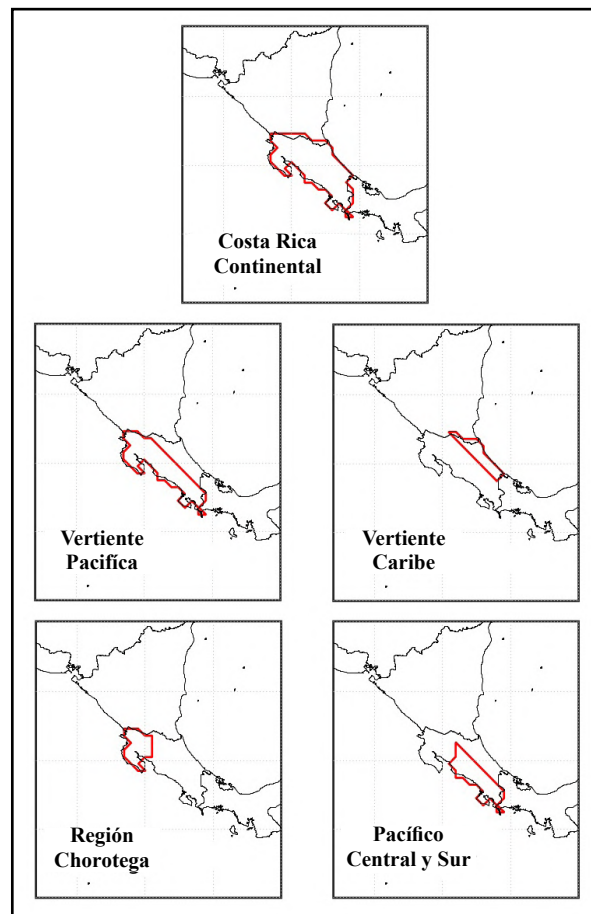 Costa Rica
Continental
Vertiente
Pacifíca
Vertiente
Caribe
Región
Chorotega
Pacífico
Central y Sur